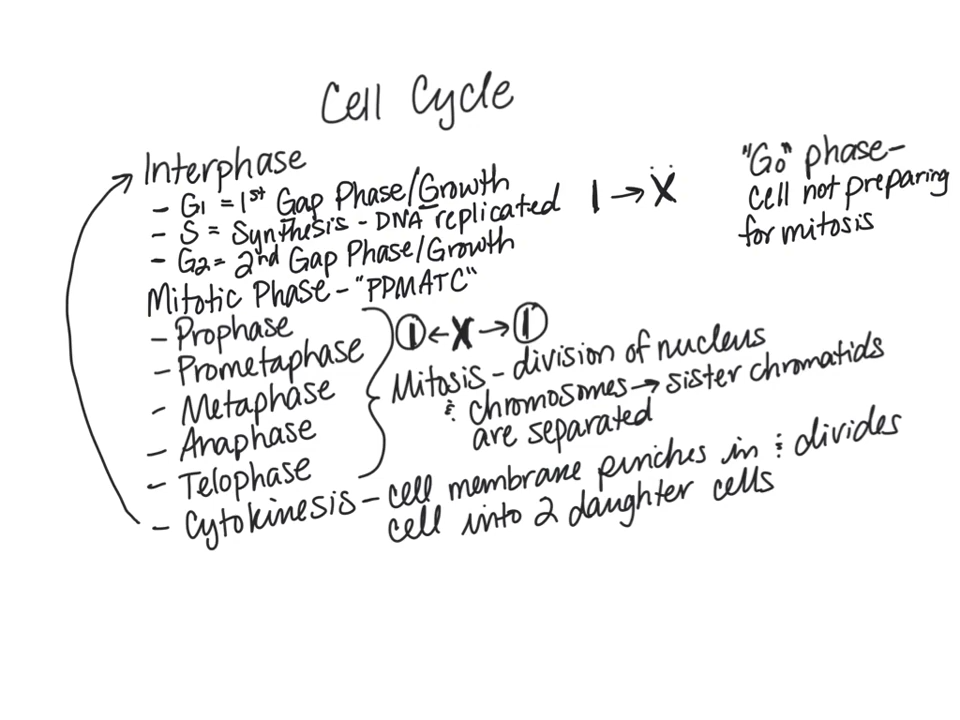 Cell Cycle
Interphase
- G1 = 1st Gap Phase/Growth
- S = Synthesis - DNA replicated
- G2 = 2nd Gap Phase/Growth
I → X
"G0" phase -
cell not preparing
for mitosis
Mitotic Phase - "PPMATC"
- Prophase
- Prometaphase
- Metaphase
- Anaphase
- Telophase
I ← X → I
Mitosis - division of nucleus
& chromosomes → sister chromatids
are separated
- Cytokinesis - cell membrane pinches in & divides
cell into 2 daughter cells